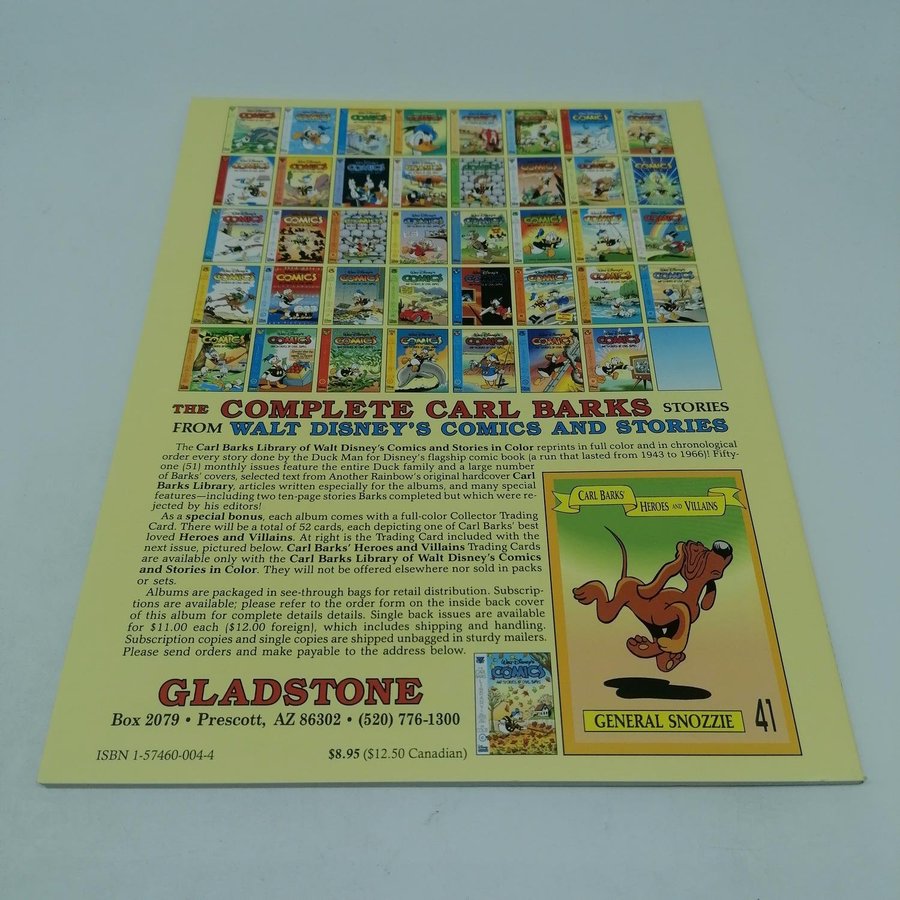 THE COMPLETE CARL BARKS STORIES
FROM WALT DISNEY'S COMICS AND STORIES
The Carl Barks Library of Walt Disney's Comics and Stories in Color reprints in full color and in chronological
order every story done by the Duck Man for Disney's flagship comic book (a run that lasted from 1943 to 1966)! Fifty-
one (51) monthly issues feature the entire Duck family and a large number
of Barks' covers, selected text from Another Rainbow's original hardcover Carl
Barks Library, articles written especially for the albums, and many special
features—including two ten-page stories Barks completed but which were re-
jected by his editors!
As a special bonus, each album comes with a full-color Collector Trading
Card. There will be a total of 52 cards, each depicting one of Carl Barks' best
loved Heroes and Villains. At right is the Trading Card included with the
next issue, pictured below. Carl Barks' Heroes and Villains Trading Cards
are available only with the Carl Barks Library of Walt Disney's Comics
and Stories in Color. They will not be offered elsewhere nor sold in packs
or sets.
Albums are packaged in see-through bags for retail distribution. Subscrip-
tions are available; please refer to the order form on the inside back cover
of this album for complete details details. Single back issues are available
for $11.00 each ($12.00 foreign), which includes shipping and handling.
Subscription copies and single copies are shipped unbagged in sturdy mailers.
Please send orders and make payable to the address below.
GLADSTONE
Box 2079 • Prescott, AZ 86302 • (520) 776-1300
ISBN 1-57460-004-4
$8.95 ($12.50 Canadian)
Walt Disney's
COMICS
AND STORIES BY CARL BARKS
CARL BARKS'
HEROES AND VILLAINS
GENERAL SNOZZIE
41